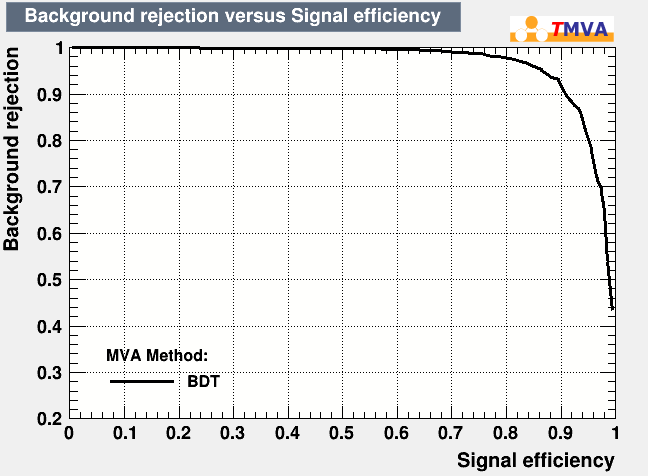 Background rejection versus Signal efficiency
TMVA
Background rejection
1
0.9
0.8
0.7
0.6
0.5
0.4
0.3
0.2
MVA Method:
BDT
0 0.1 0.2 0.3 0.4 0.5 0.6 0.7 0.8 0.9 1
Signal efficiency